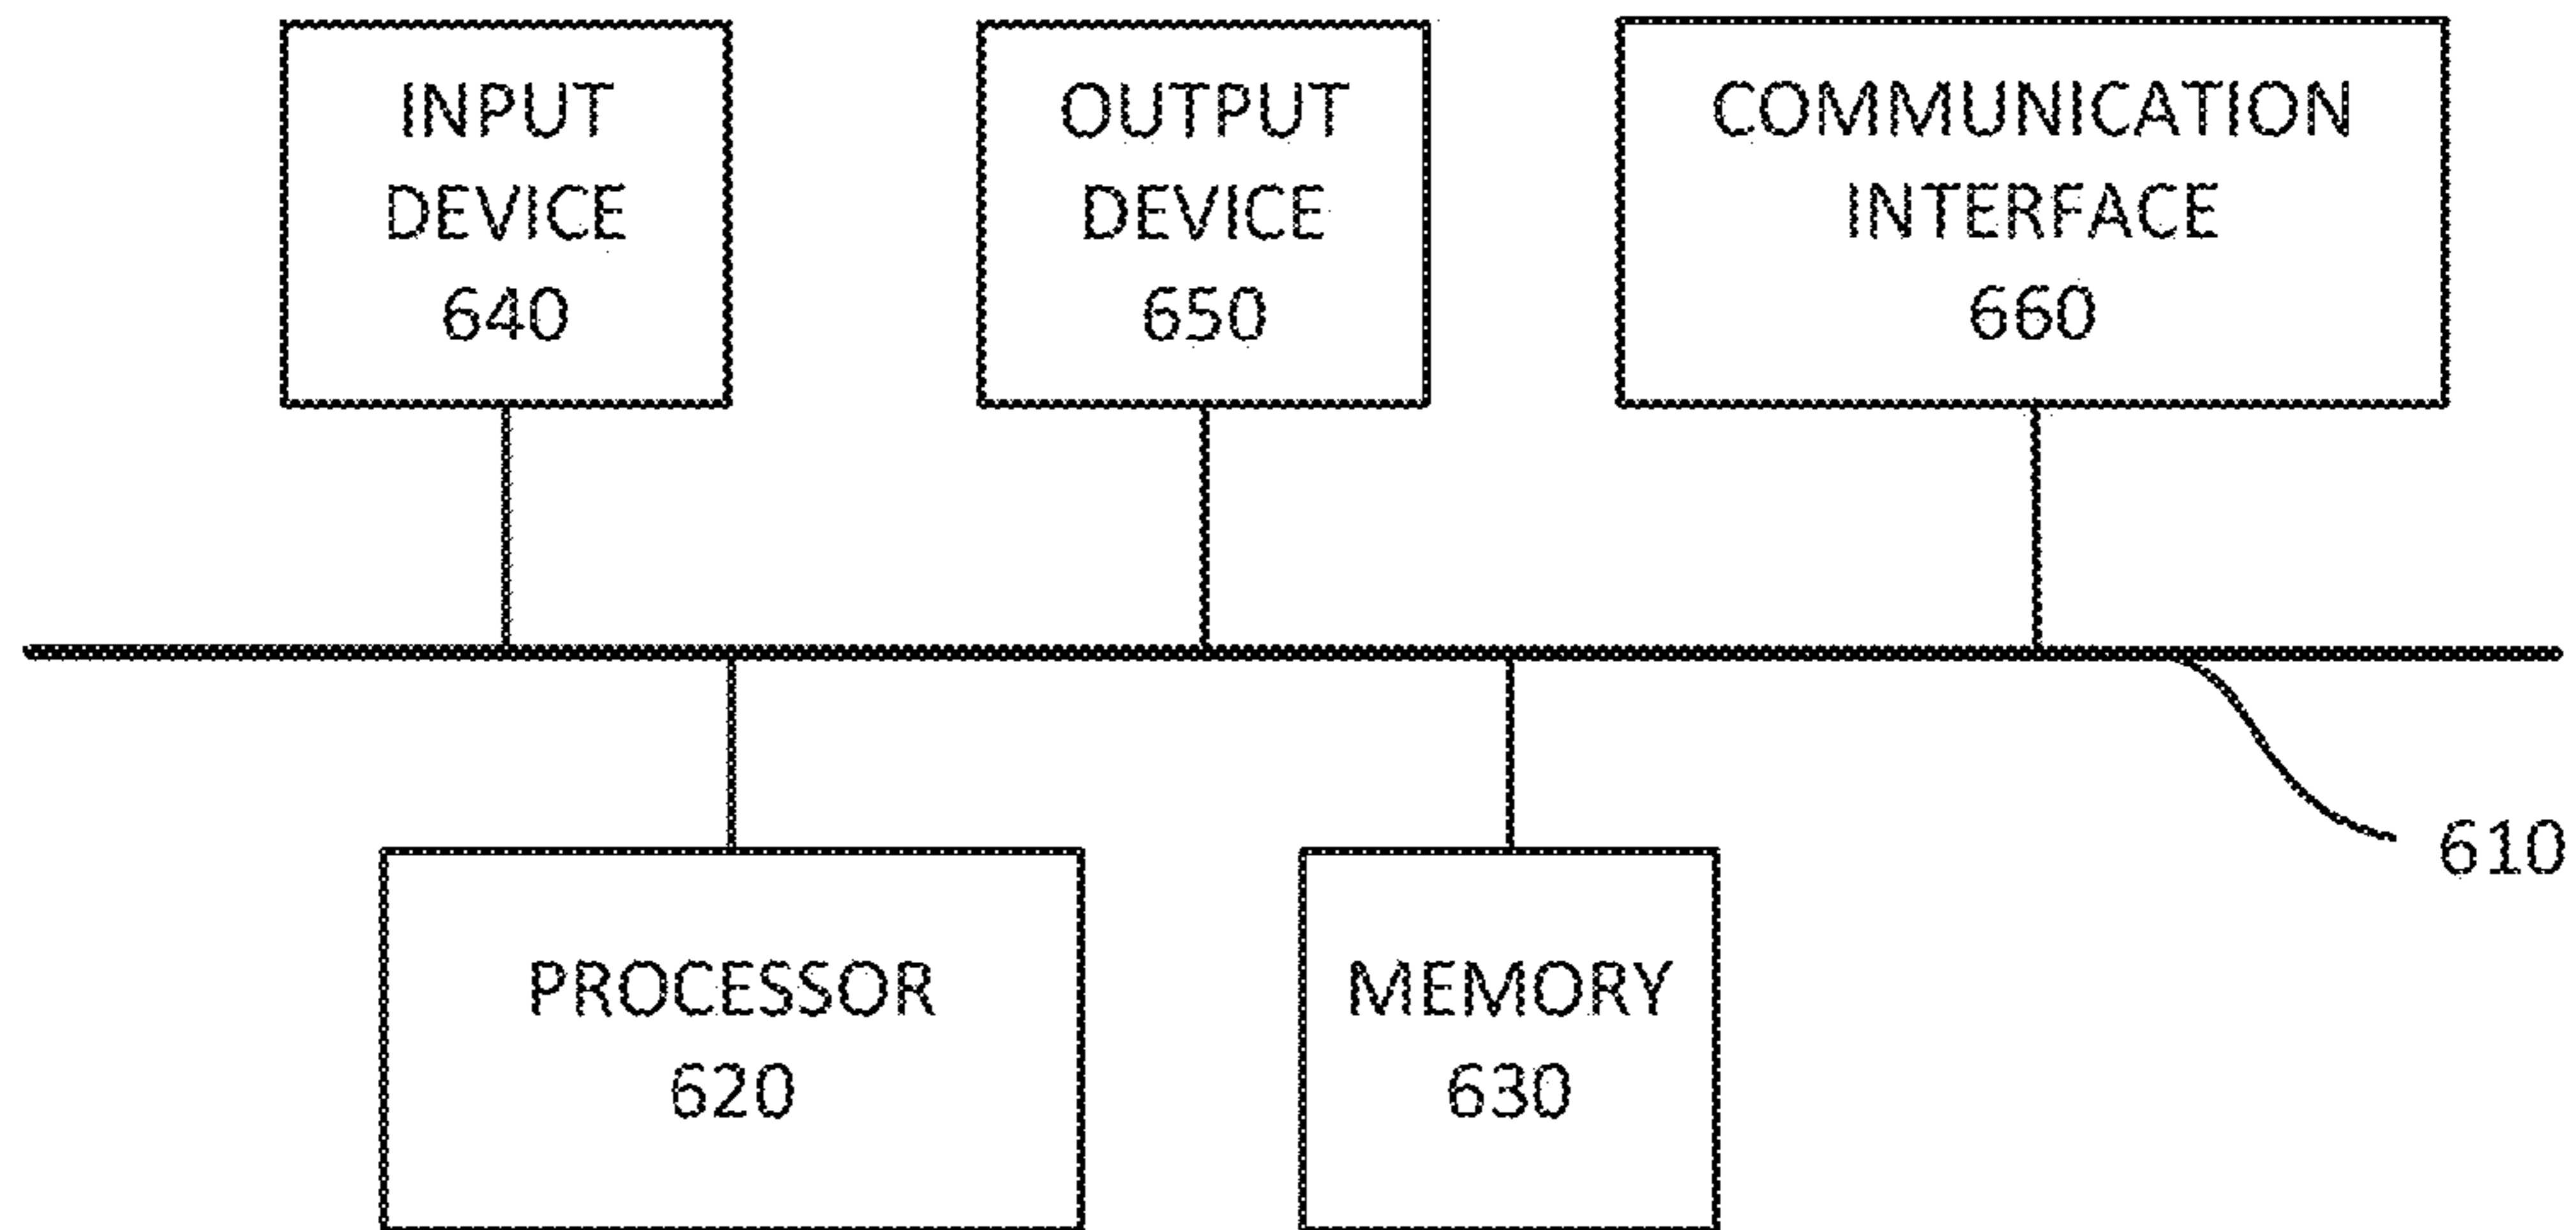 INPUT
DEVICE
640
OUTPUT
DEVICE
650
COMMUNICATION
INTERFACE
660
610
PROCESSOR
620
MEMORY
630